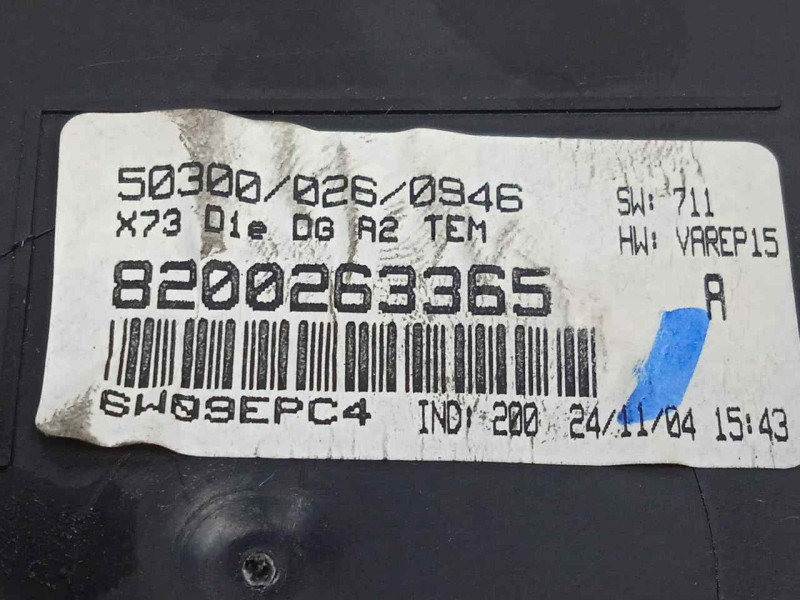 50300/026/0946
X73 D1e DG A2 TEM
SW: 711
HW: VAREP15
8200263365
A
6W09EPC4
IND: 200 24/11/04 15:43